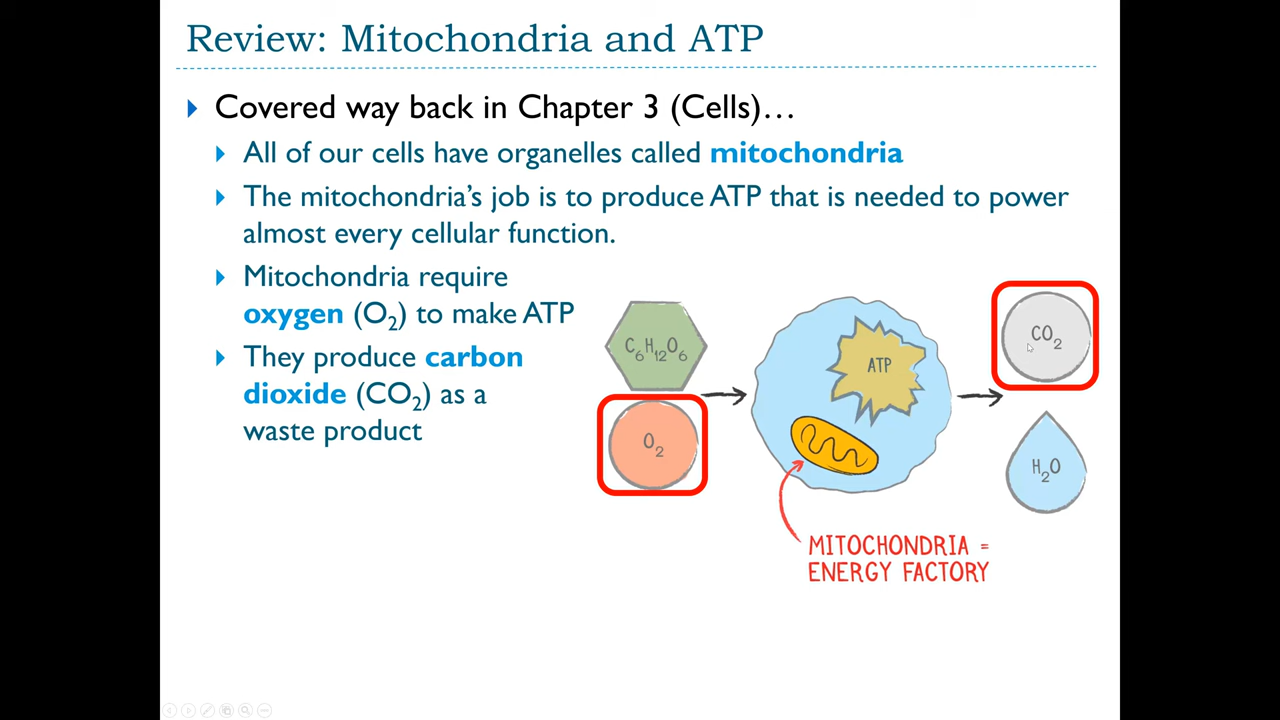 Review: Mitochondria and ATP
Covered way back in Chapter 3 (Cells)…
All of our cells have organelles called mitochondria
The mitochondria's job is to produce ATP that is needed to power
almost every cellular function.
Mitochondria require
oxygen (O₂) to make ATP
They produce carbon
dioxide (CO₂) as a
waste product
C₆H₁₂O₆
O₂
ATP
CO₂
H₂O
MITOCHONDRIA =
ENERGY FACTORY